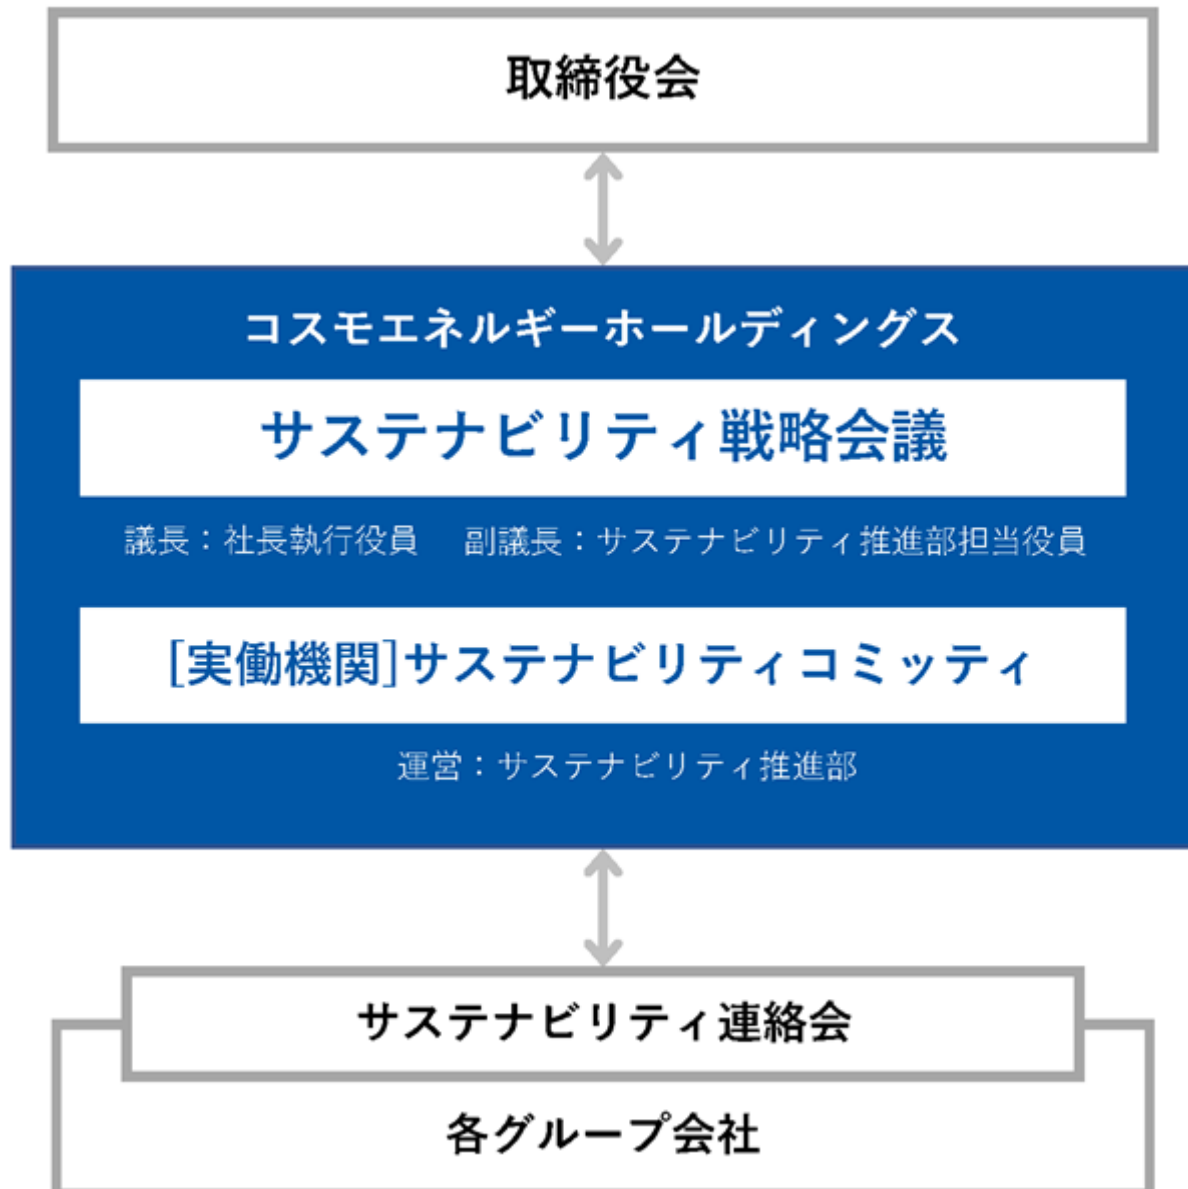 取締役会
コスモエネルギーホールディングス
サステナビリティ戦略会議
議長：社長執行役員　副議長：サステナビリティ推進部担当役員
[実働機関]サステナビリティコミッティ
運営：サステナビリティ推進部
サステナビリティ連絡会
各グループ会社